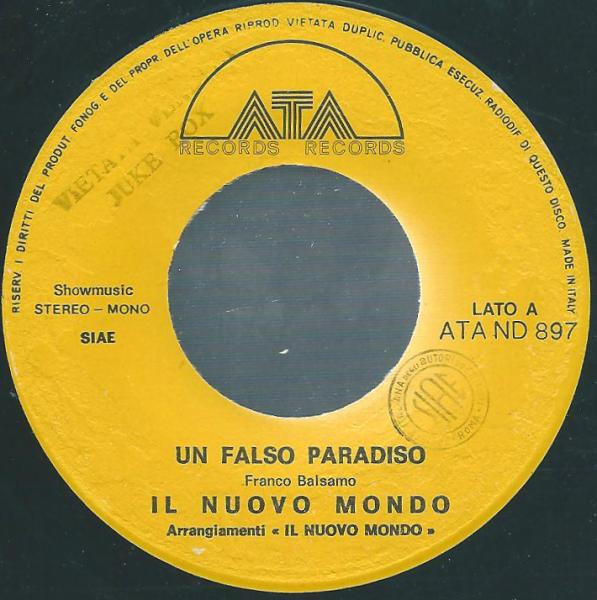 RISERV. I DIRITTI DEL PRODUT. FONOG. E DEL PROPR. DELL'OPERA RIPROD. VIETATA DUPLIC. PUBBLICA ESECUZ. RADIODIF DI QUESTO DISCO. MADE IN ITALY
ATA
RECORDS RECORDS
JUKE BOX
Showmusic
STEREO – MONO
SIAE
LATO A
ATA ND 897
SIAE
ROMA
UN FALSO PARADISO
Franco Balsamo
IL NUOVO MONDO
Arrangiamenti « IL NUOVO MONDO »